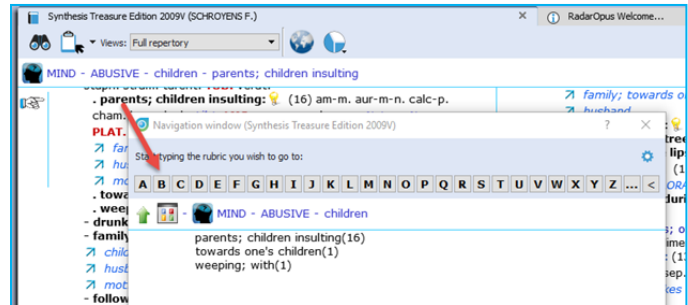 Synthesis Treasure Edition 2009V (SCHROYENS F.)
RadarOpus Welcome...
Views: Full repertory
MIND - ABUSIVE - children - parents; children insulting
. parents; children insulting: (16) am-m. aur-m-n. calc-p.
cham.
PLAT.
. weep
- drunk
- family
- follow
family; towards o
husband
Navigation window (Synthesis Treasure Edition 2009V)
typing the rubric you wish to go to:
A B C D E F G H I J K L M N O P Q R S T U V W X Y Z ... <
MIND - ABUSIVE - children
parents; children insulting(16)
towards one's children(1)
weeping; with(1)